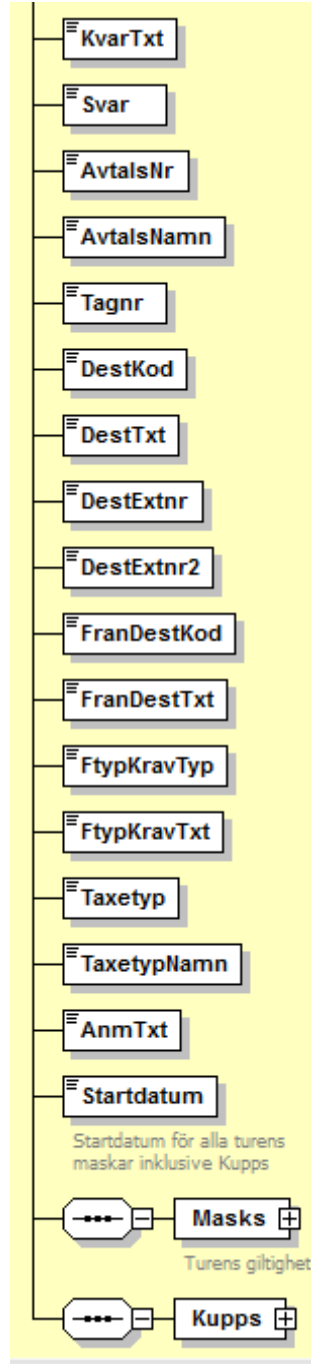 KvarTxt
Svar
AvtalsNr
AvtalsNamn
Tagnr
DestKod
DestTxt
DestExtnr
DestExtnr2
FranDestKod
FranDestTxt
FtypKravTyp
FtypKravTxt
Taxetyp
TaxetypNamn
AnmTxt
Startdatum
Startdatum för alla turens
maskar inklusive Kupps
Masks
Turens giltighet
Kupps